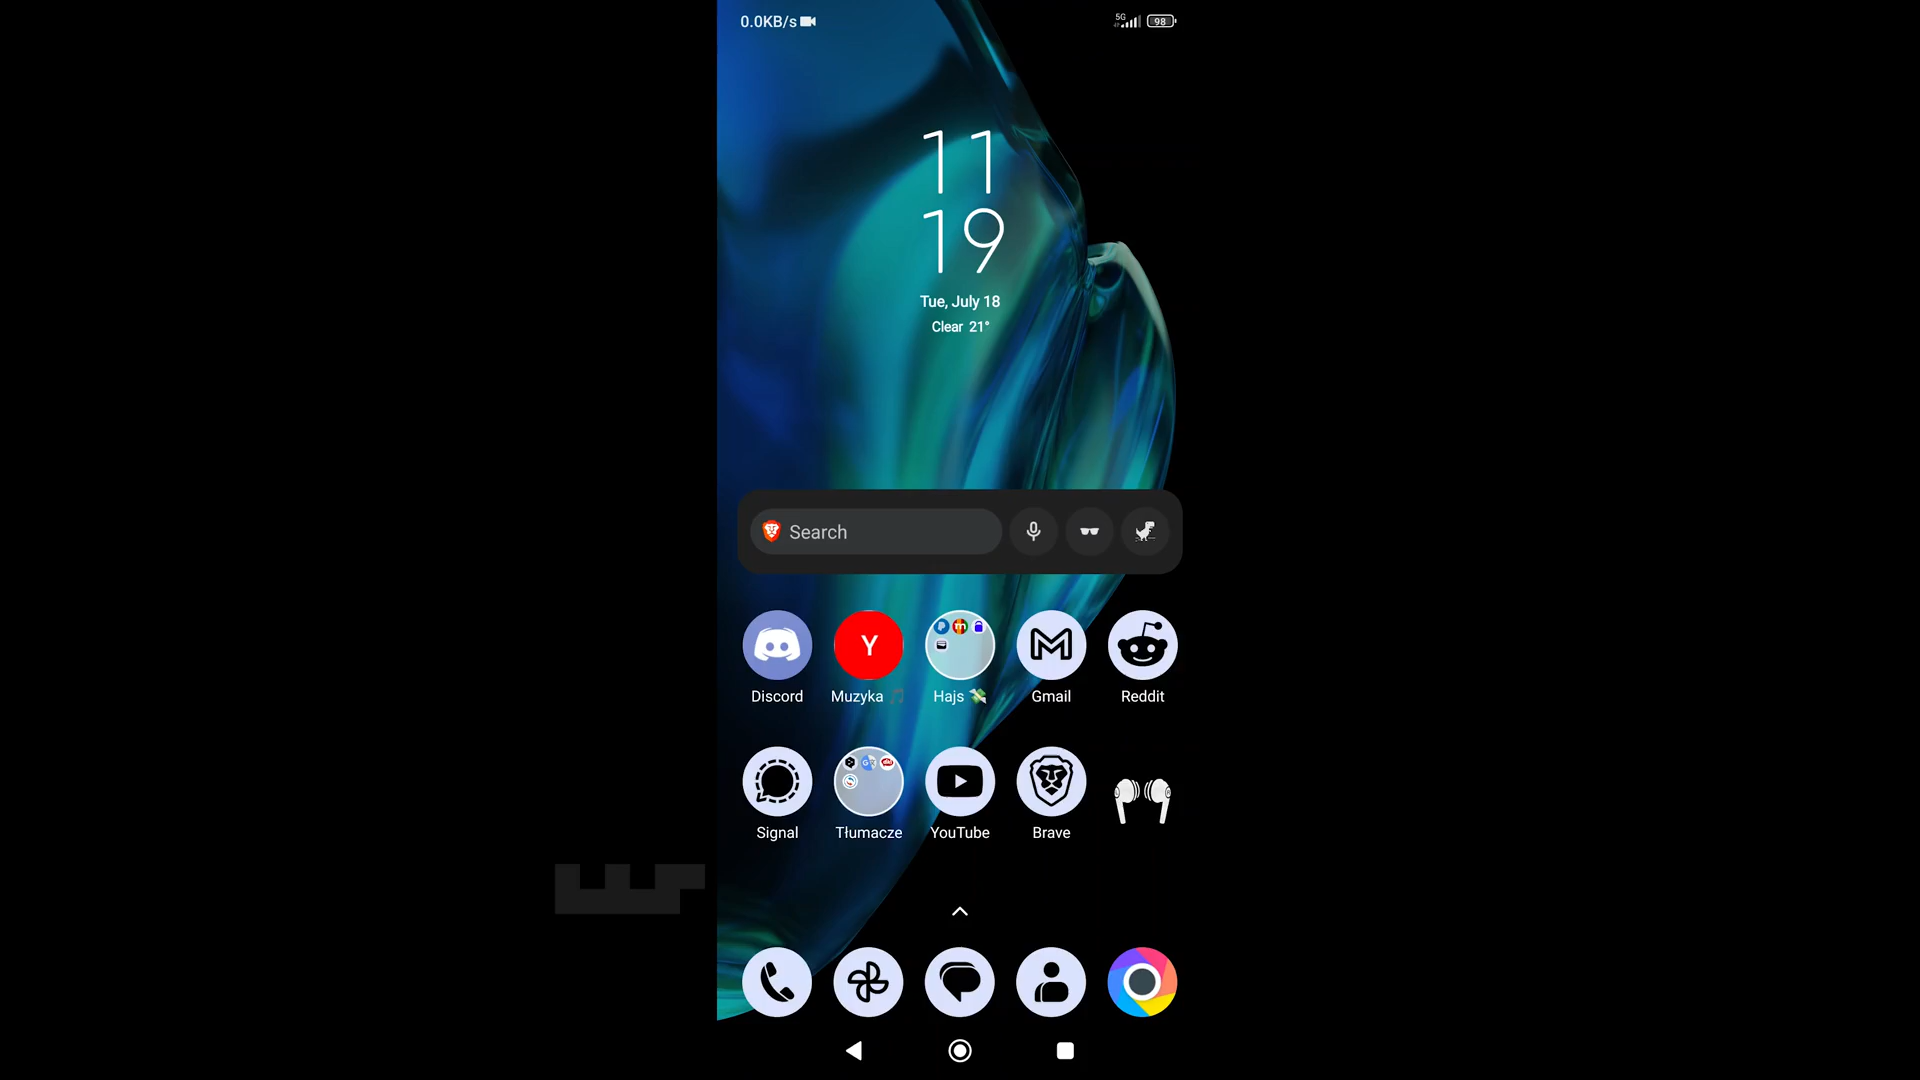 0.0KB/s
5G
98
11
19
Tue, July 18
Clear 21°
Search
Discord
Muzyka 🎵
Hajs 💸
Gmail
Reddit
Signal
Tłumacze
YouTube
Brave